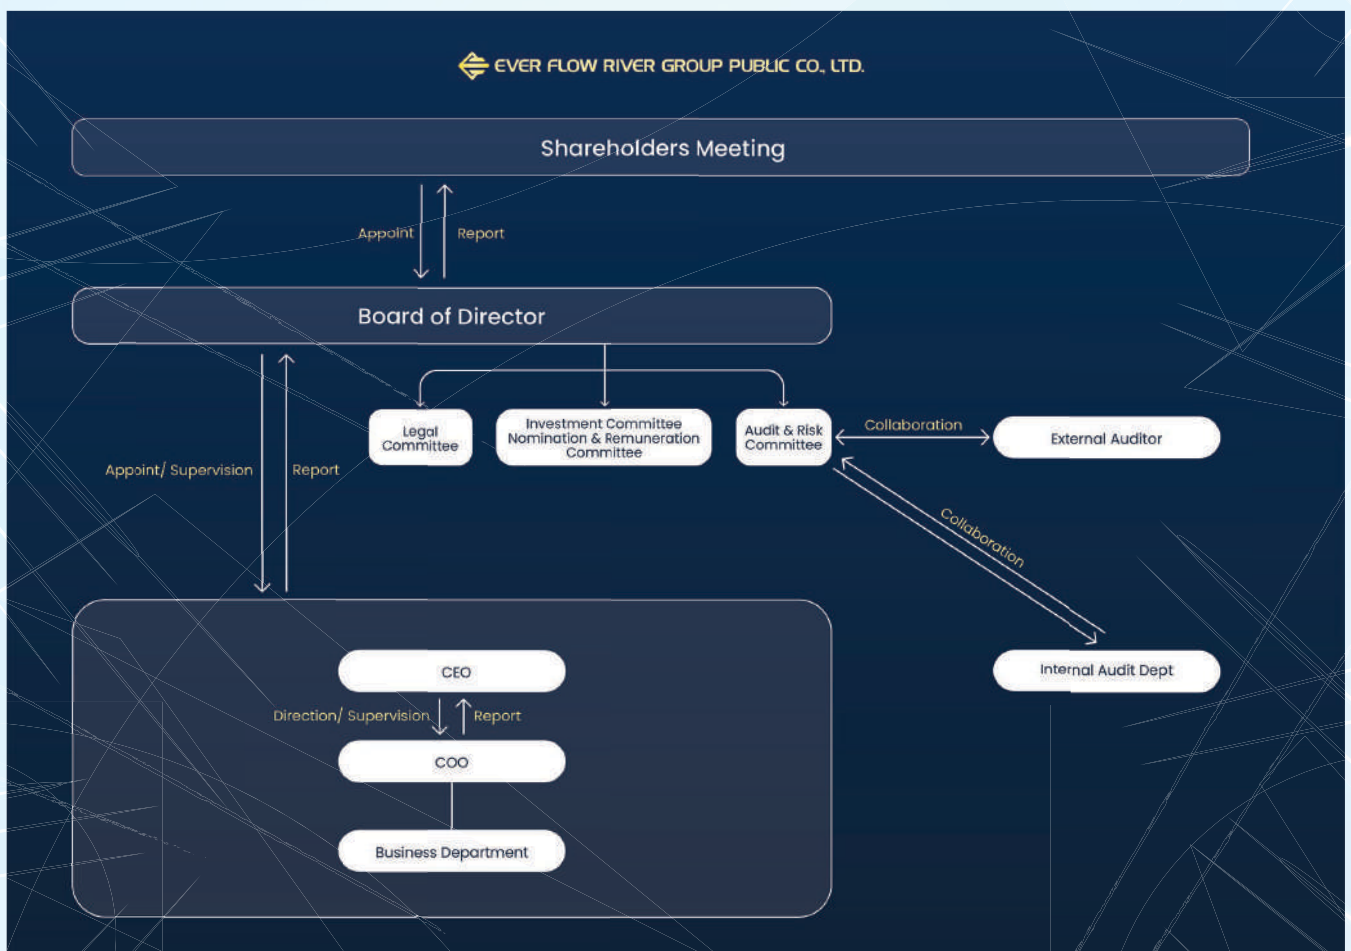 EVER FLOW RIVER GROUP PUBLIC CO., LTD.
Shareholders Meeting
Appoint
Report
Board of Director
Legal
Committee
Investment Committee
Nomination & Remuneration
Committee
Audit & Risk
Committee
Collaboration
External Auditor
Appoint/ Supervision
Report
Collaboration
Internal Audit Dept
CEO
Direction/ Supervision
Report
COO
Business Department